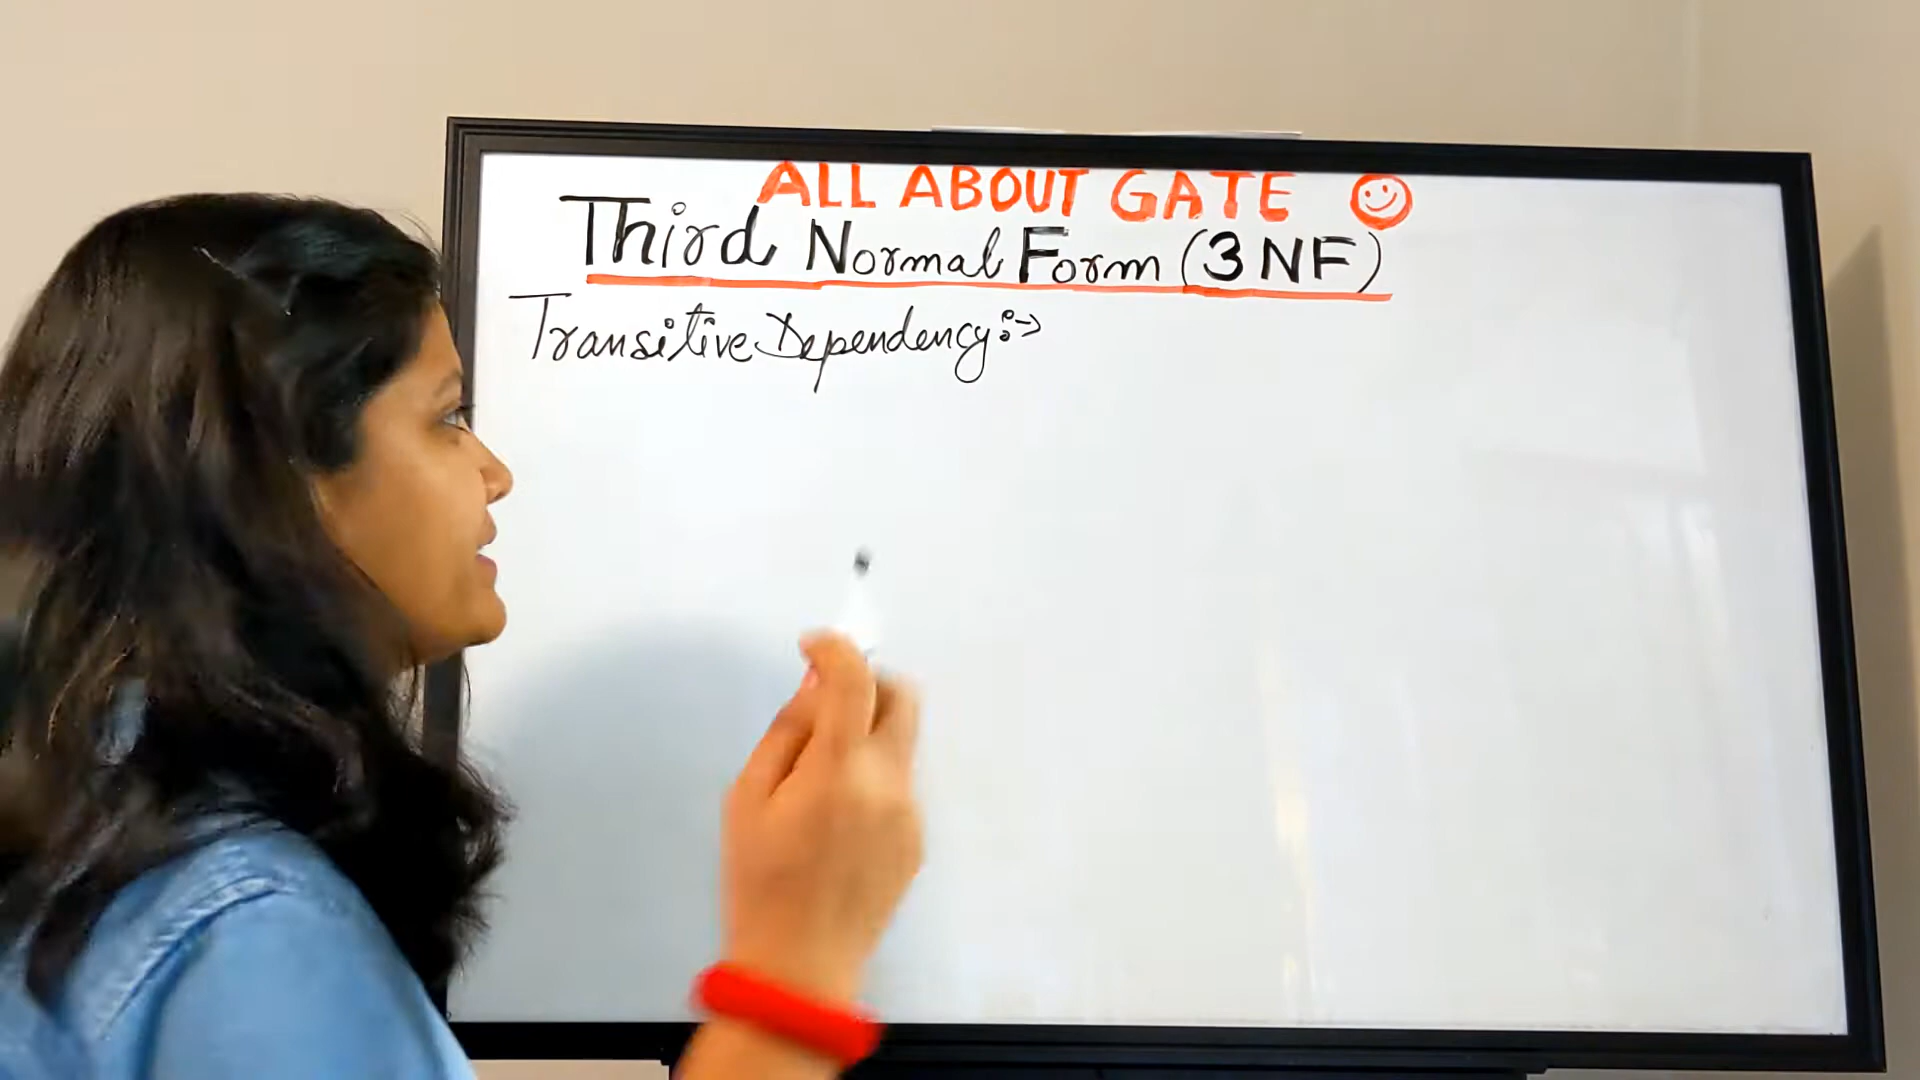 ALL ABOUT GATE
Third Normal Form (3NF)
Transitive Dependency:->